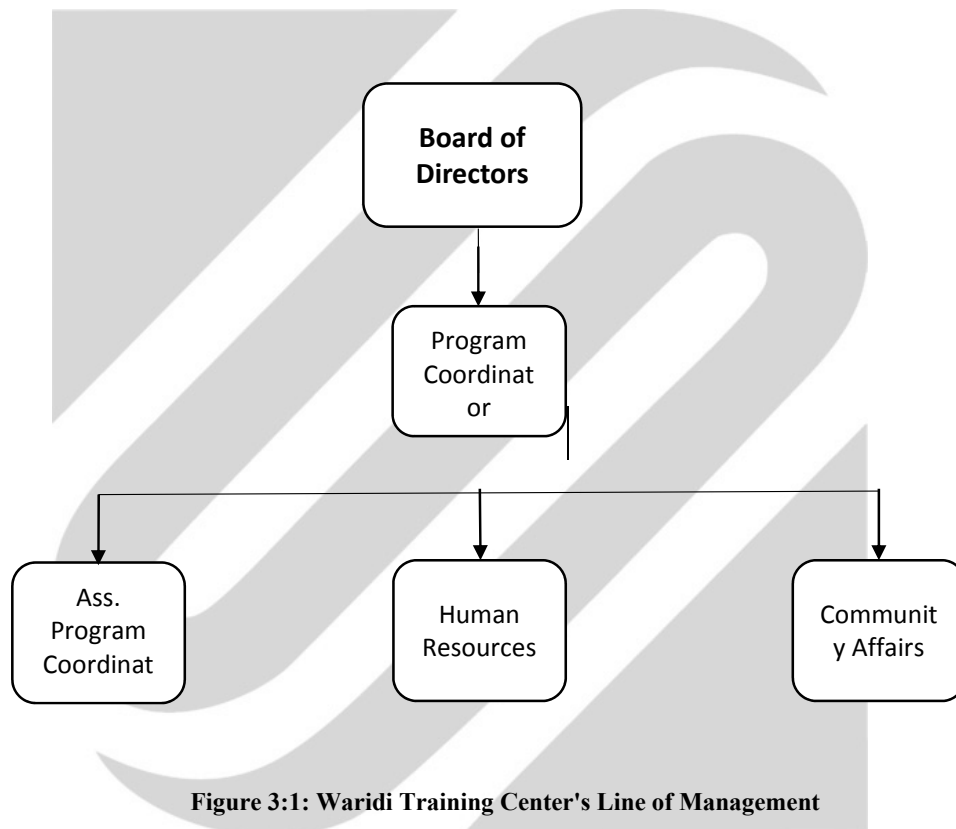 Board of
Directors
Program
Coordinat
or
Ass.
Program
Coordinat
Human
Resources
Communit
y Affairs
Figure 3:1: Waridi Training Center's Line of Management